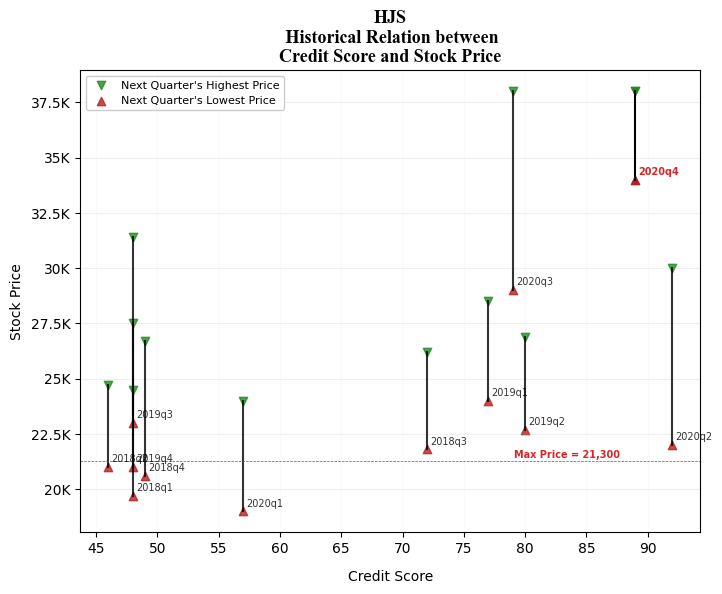 HJS
Historical Relation between
Credit Score and Stock Price
Next Quarter's Highest Price
Next Quarter's Lowest Price
37.5K
35K
32.5K
30K
27.5K
25K
22.5K
20K
Stock Price
2020q4
2020q3
2019q1
2019q3
2019q2
2020q2
2018q3
Max Price = 21,300
2019q4
2018q4
2018q1
2020q1
45
50
55
60
65
70
75
80
85
90
Credit Score